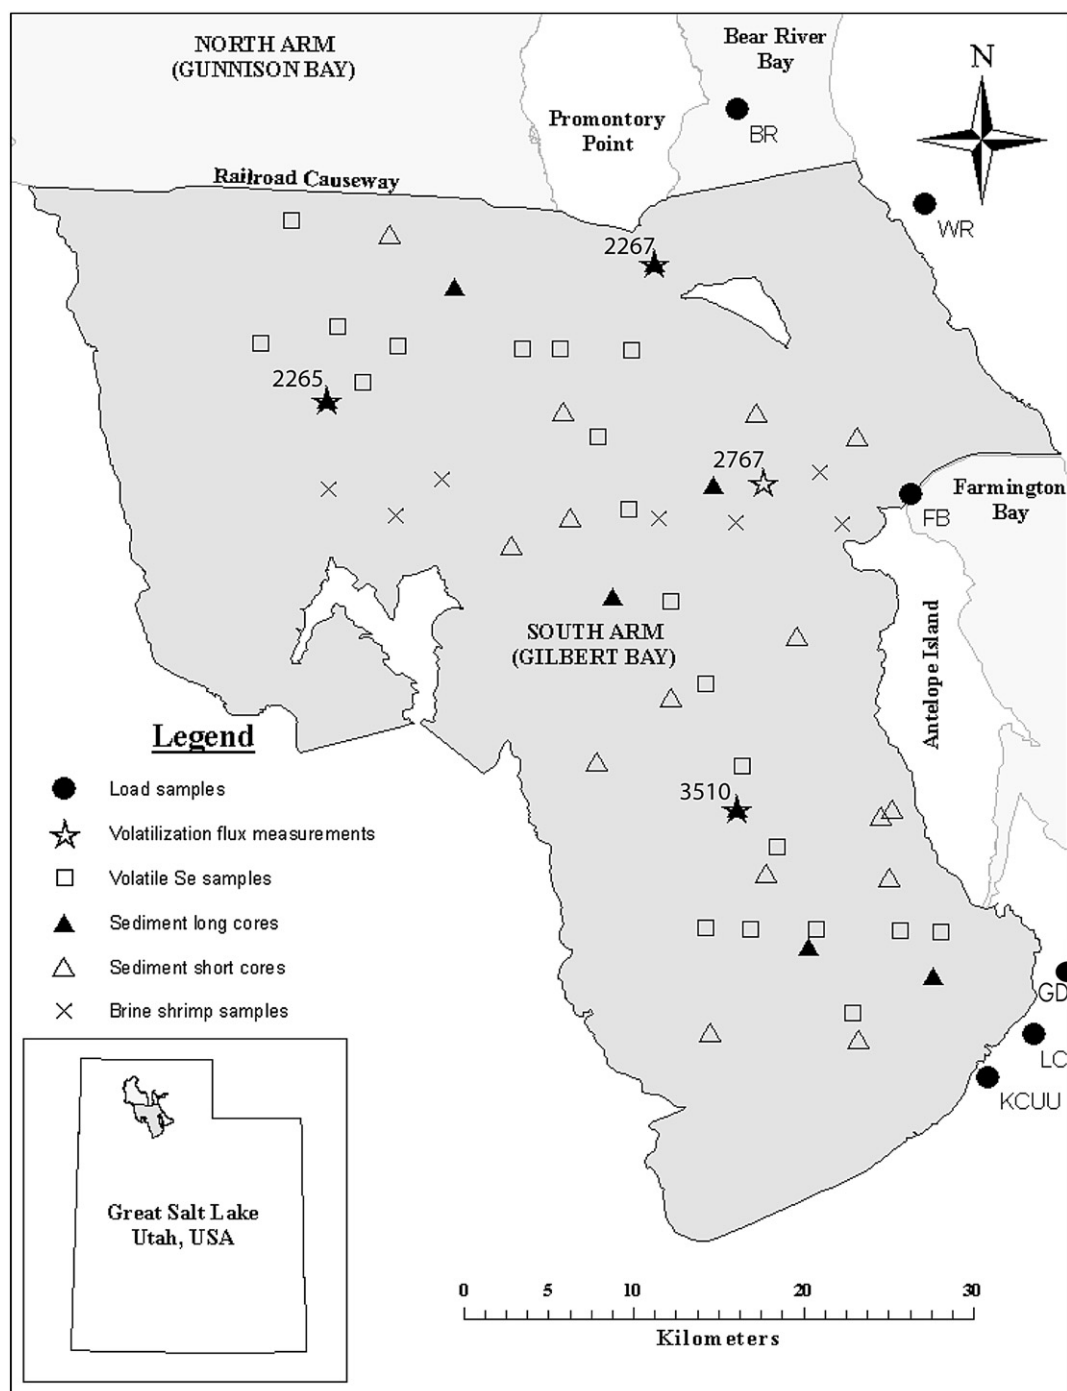 NORTH ARM
(GUNNISON BAY)
Bear River
Bay
N
Promontory
Point
BR
Railroad Causeway
WR
2267
2265
2767
Farmington
Bay
FB
SOUTH ARM
(GILBERT BAY)
Antelope Island
Legend
Load samples
Volatilization flux measurements
Volatile Se samples
Sediment long cores
Sediment short cores
Brine shrimp samples
3510
GD
LC
KCUU
Great Salt Lake
Utah, USA
0 5 10 20 30
Kilometers